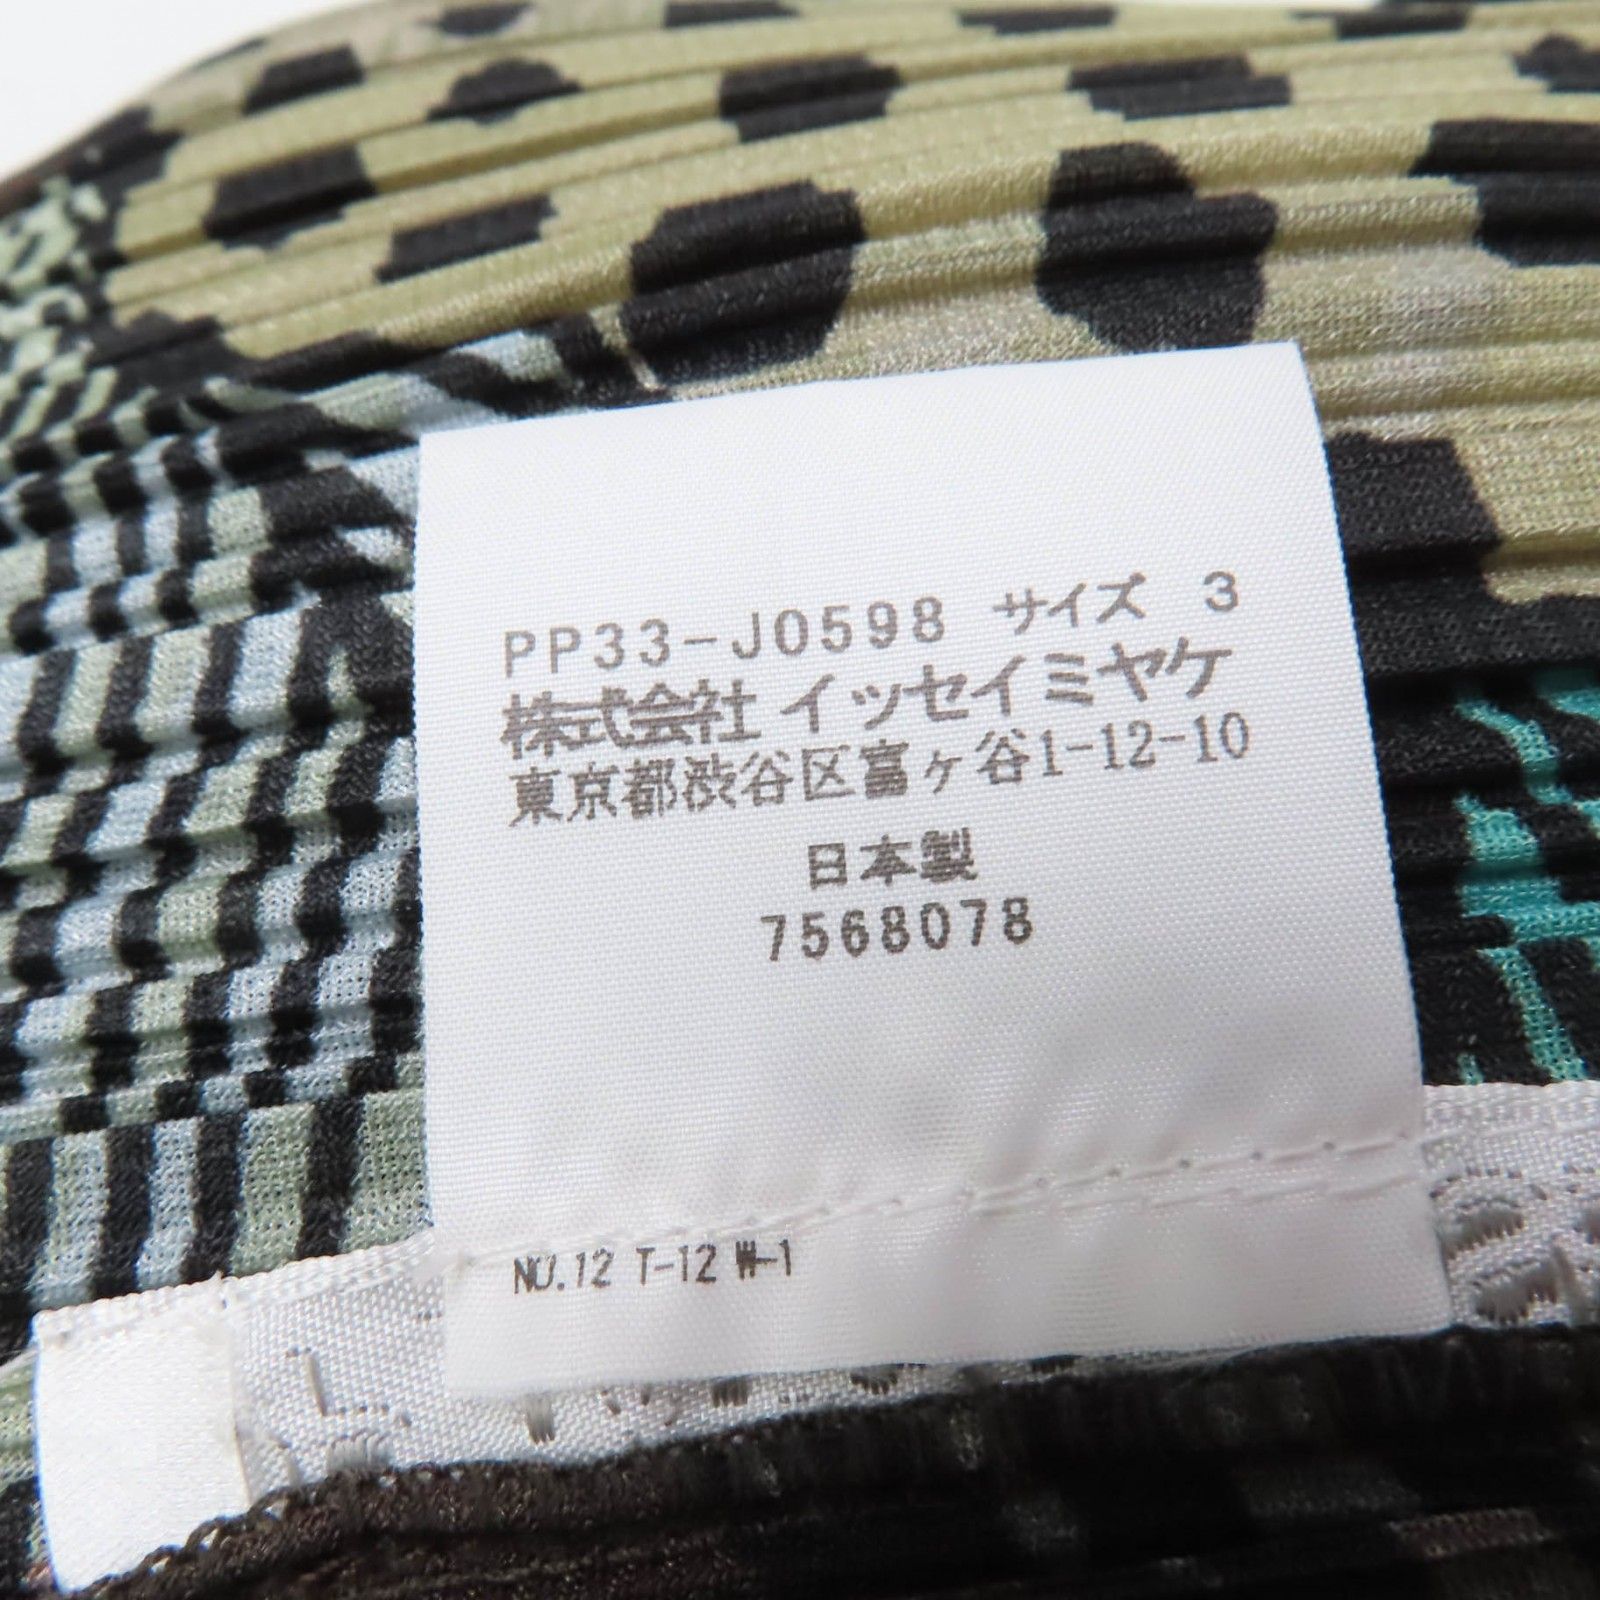 PP33-J0598 サイズ 3
株式会社 イッセイミヤケ
東京都渋谷区富ヶ谷1-12-10
日本製
7568078
NO.12 T-12 W-1